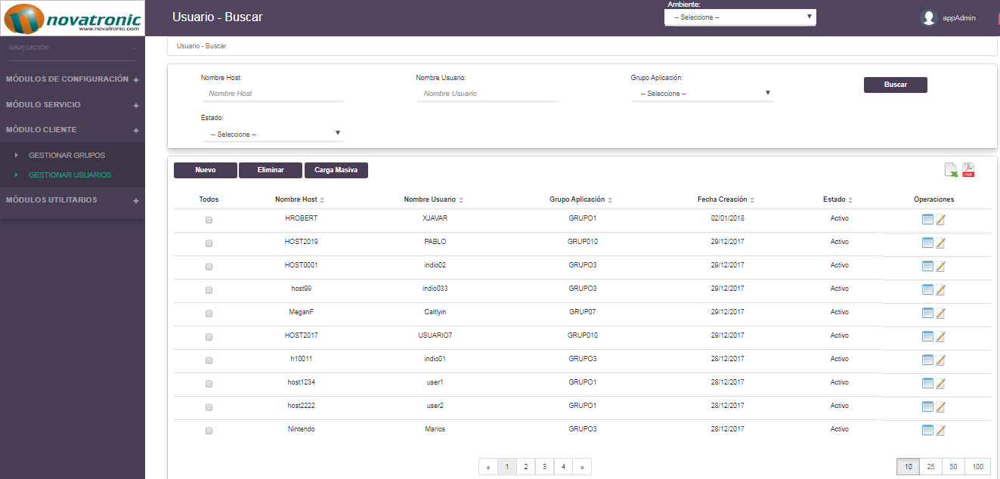 novatronic
www.novatronic.com
Usuario - Buscar
Ambiente:
-- Seleccione --
appAdmin
NAVEGACIÓN
MÓDULOS DE CONFIGURACIÓN +
MÓDULO SERVICIO +
MÓDULO CLIENTE +
GESTIONAR GRUPOS
GESTIONAR USUARIOS
MÓDULOS UTILITARIOS +
Usuario - Buscar
Nombre Host: Nombre Usuario: Grupo Aplicación:
Nombre Host Nombre Usuario -- Seleccione -- Buscar
Estado:
-- Seleccione --
Nuevo Eliminar Carga Masiva PDF
Todos Nombre Host Nombre Usuario Grupo Aplicación Fecha Creación Estado Operaciones
HROBERT XJAVAR GRUPO1 02/01/2018 Activo
HOST2019 PABLO GRUP010 29/12/2017 Activo
HOST0001 indio02 GRUPO3 29/12/2017 Activo
host99 indio033 GRUPO3 29/12/2017 Activo
MeganF Caitlyin GRUP07 29/12/2017 Activo
HOST2017 USUARIO7 GRUP010 29/12/2017 Activo
h10011 indio01 GRUPO3 28/12/2017 Activo
host1234 user1 GRUPO1 28/12/2017 Activo
host2222 user2 GRUPO1 28/12/2017 Activo
Nintendo Marios GRUPO3 28/12/2017 Activo
« 1 2 3 4 » 10 25 50 100